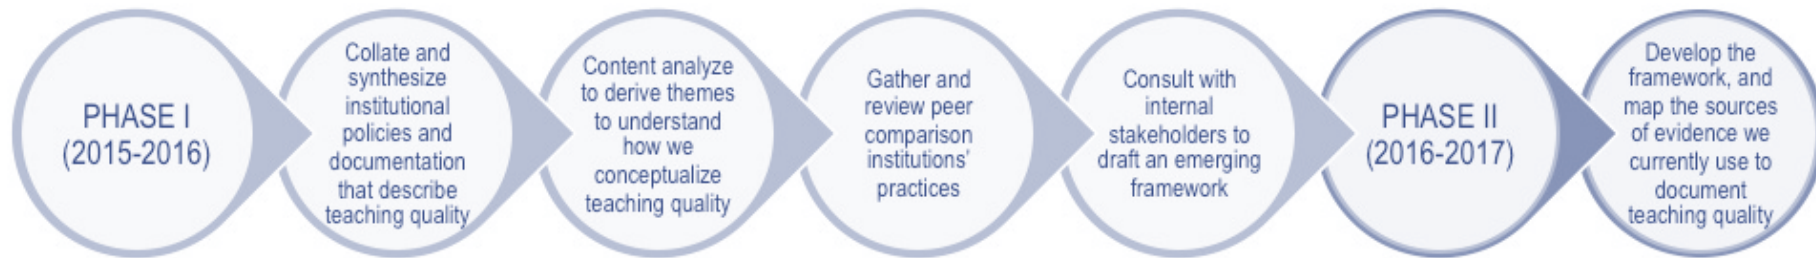 PHASE I
(2015-2016)
Collate and
synthesize
institutional
policies and
documentation
that describe
teaching quality
Content analyze
to derive themes
to understand
how we
conceptualize
teaching quality
Gather and
review peer
comparison
institutions'
practices
Consult with
internal
stakeholders to
draft an emerging
framework
PHASE II
(2016-2017)
Develop the
framework, and
map the sources
of evidence we
currently use to
document
teaching quality